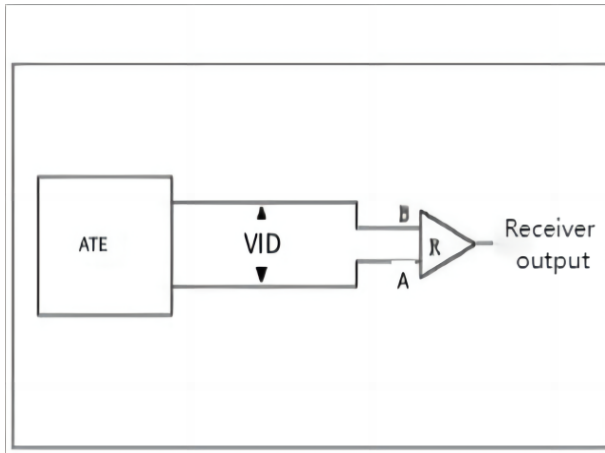 B
ATE
VID
R
Receiver
output
A